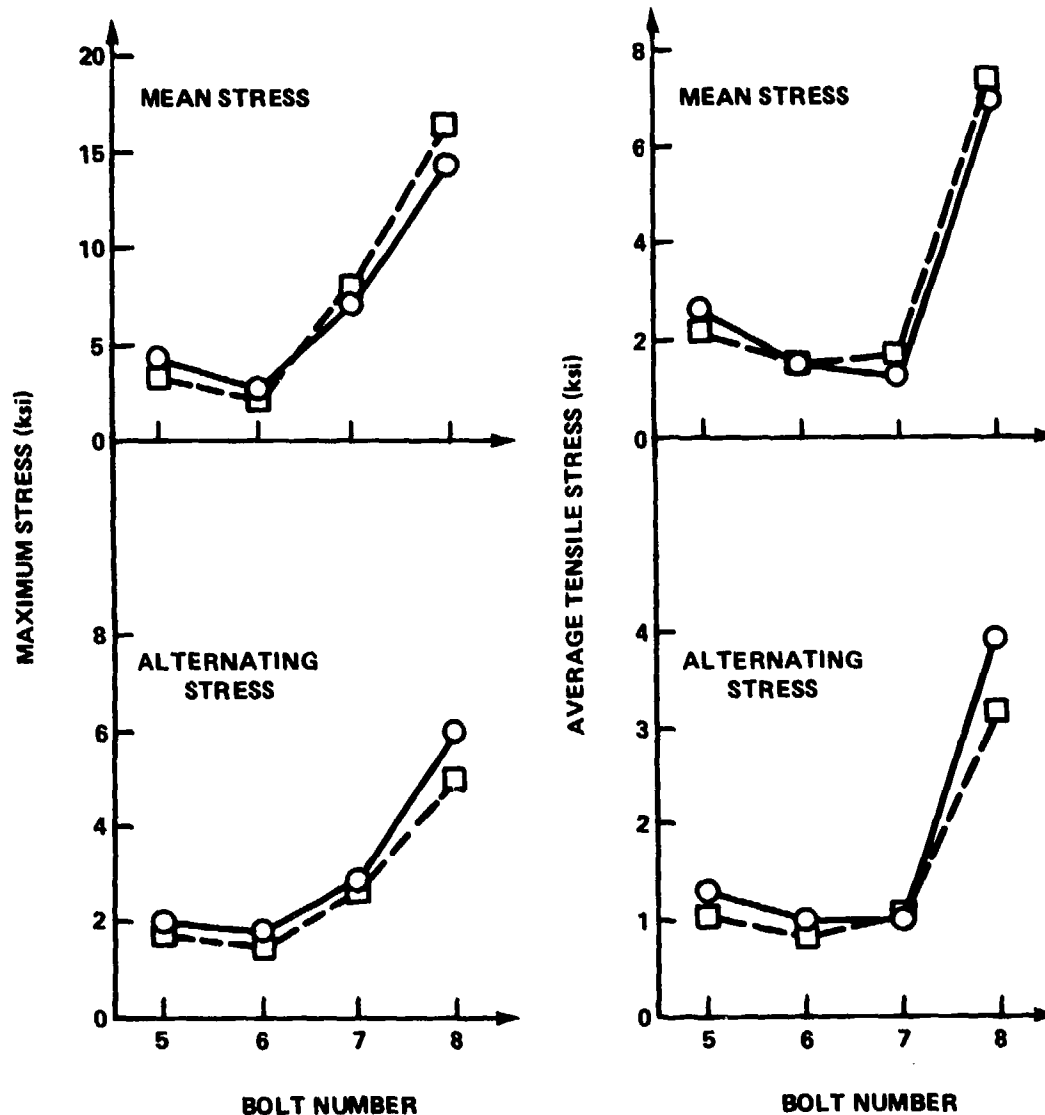 MAXIMUM STRESS (ksi)
20
15
10
5
0
MEAN STRESS
8
6
4
2
0
ALTERNATING
STRESS
5 6 7 8
BOLT NUMBER
AVERAGE TENSILE STRESS (ksi)
8
6
4
2
0
MEAN STRESS
4
3
2
1
0
ALTERNATING
STRESS
5 6 7 8
BOLT NUMBER